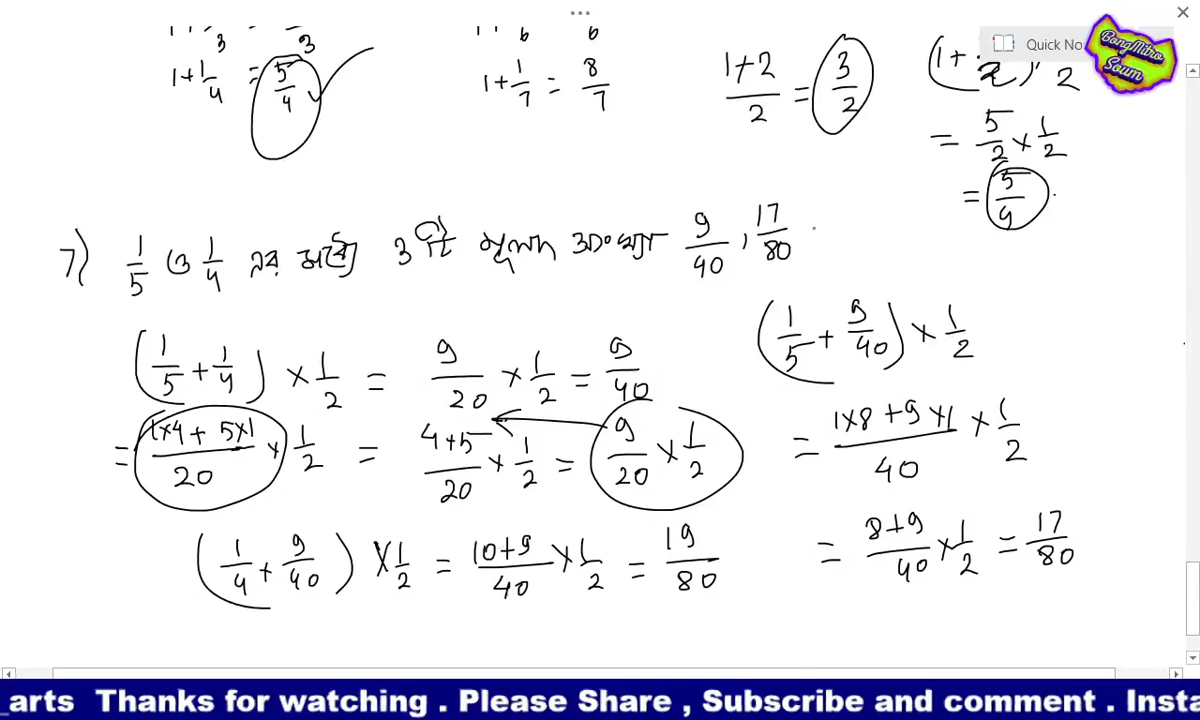 1+1/4 = 5/4
1+1/7 = 8/7
1+2/2 = 3/2
Quick No
BongMitro Soum
= 5/2 × 1/2
= 5/4
7) 1/5 ও 1/4 এর মধ্যে 3 টি মূলদ সংখ্যা 9/40, 17/80
(1/5 + 1/4) × 1/2 = 9/20 × 1/2 = 9/40
= (1×4 + 5×1)/20 × 1/2 = (4+5)/20 × 1/2 = 9/20 × 1/2
(1/4 + 9/40) × 1/2 = (10+9)/40 × 1/2 = 19/80
(1/5 + 9/40) × 1/2
= (1×8 + 9×1)/40 × 1/2
= (8+9)/40 × 1/2 = 17/80
_arts Thanks for watching . Please Share , Subscribe and comment . Insta